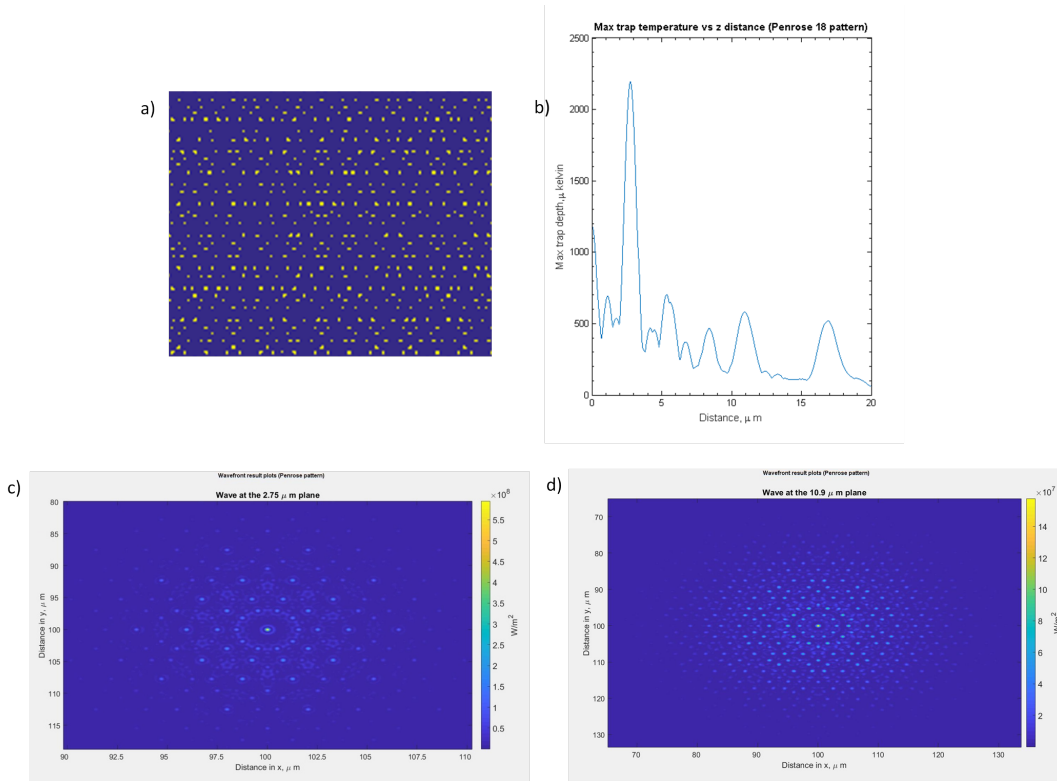 a)
b)
Max trap temperature vs z distance (Penrose 18 pattern)
Max trap depth,μ kelvin
2500
2000
1500
1000
500
0
0 5 10 15 20
Distance, μ m
c)
Wavefront result plots (Penrose pattern)
Wave at the 2.75 μ m plane
Distance in y, μ m
80
85
90
95
100
105
110
115
90 92.5 95 97.5 100 102.5 105 107.5 110
Distance in x, μ m
×10⁸
5.5
5
4.5
4
3.5
3
2.5
2
1.5
1
0.5
W/m²
d)
Wavefront result plots (Penrose pattern)
Wave at the 10.9 μ m plane
Distance in y, μ m
70
80
90
100
110
120
130
70 80 90 100 110 120 130
Distance in x, μ m
×10⁷
16
14
12
10
8
6
4
2
W/m²